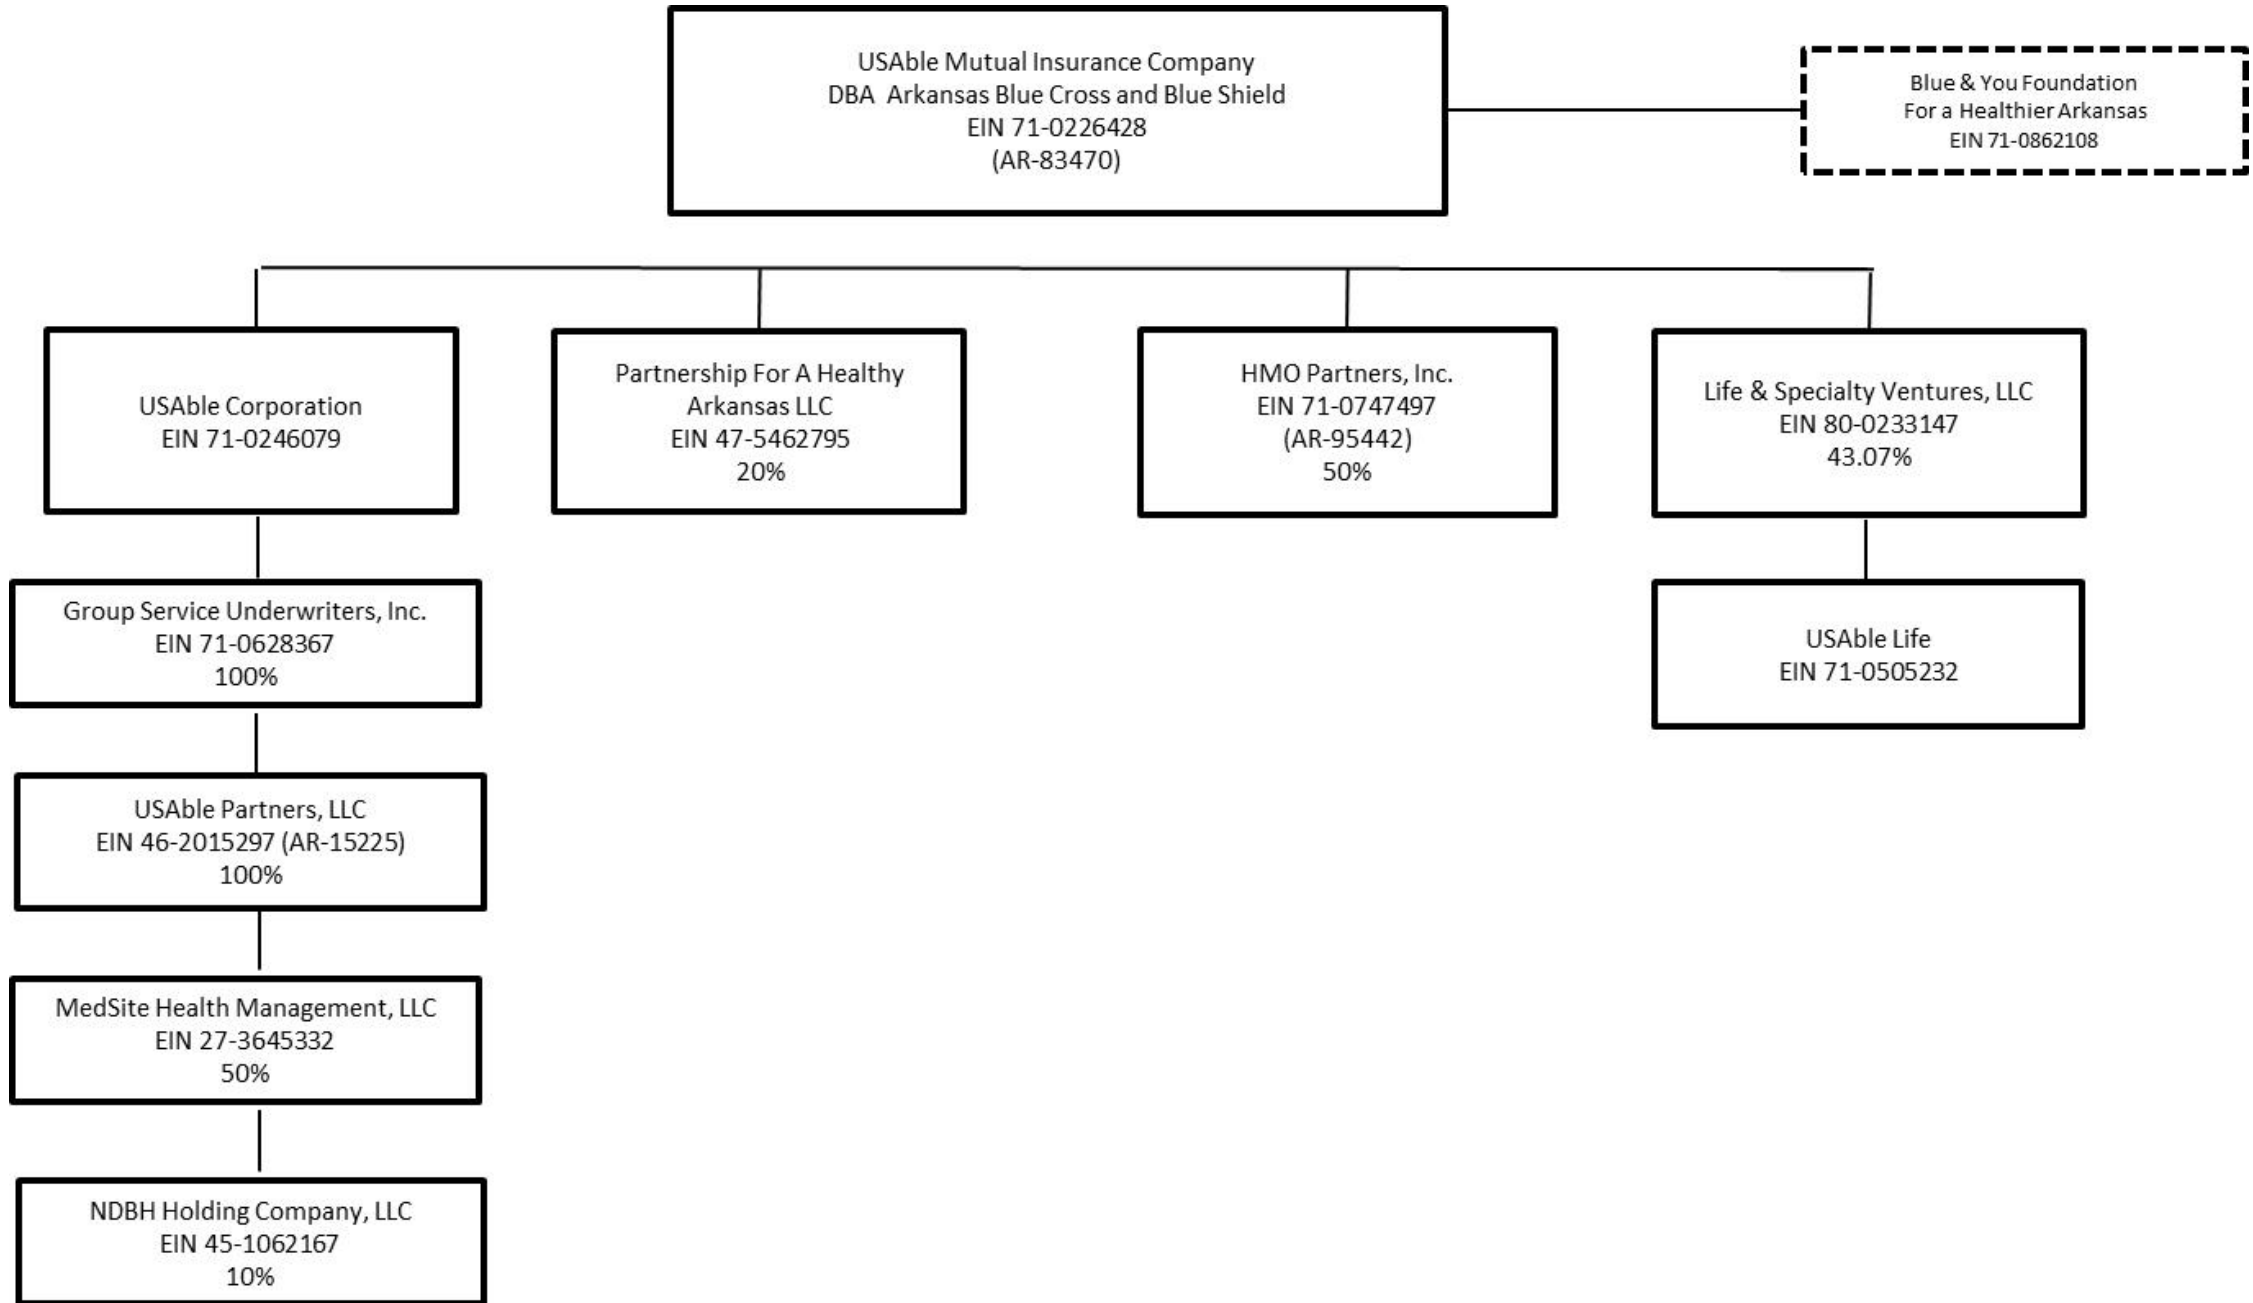 USAble Mutual Insurance Company
DBA Arkansas Blue Cross and Blue Shield
EIN 71-0226428
(AR-83470)
Blue & You Foundation
For a Healthier Arkansas
EIN 71-0862108
USAble Corporation
EIN 71-0246079
Partnership For A Healthy
Arkansas LLC
EIN 47-5462795
20%
HMO Partners, Inc.
EIN 71-0747497
(AR-95442)
50%
Life & Specialty Ventures, LLC
EIN 80-0233147
43.07%
Group Service Underwriters, Inc.
EIN 71-0628367
100%
USAble Life
EIN 71-0505232
USAble Partners, LLC
EIN 46-2015297 (AR-15225)
100%
MedSite Health Management, LLC
EIN 27-3645332
50%
NDBH Holding Company, LLC
EIN 45-1062167
10%